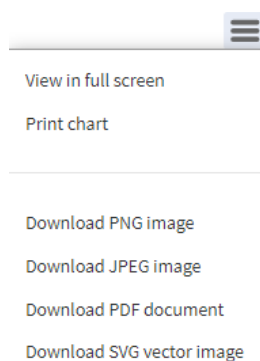 View in full screen
Print chart
Download PNG image
Download JPEG image
Download PDF document
Download SVG vector image